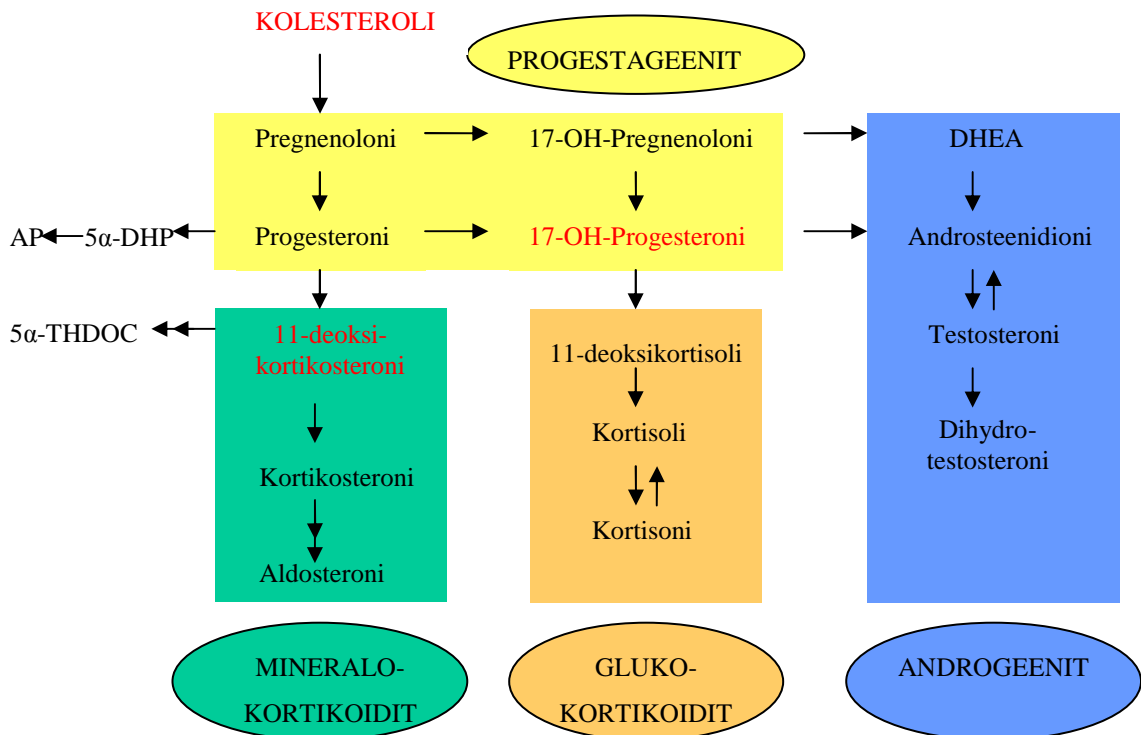 KOLESTEROLI
PROGESTAGEENIT
Pregnenoloni
17-OH-Pregnenoloni
DHEA
AP
5α-DHP
Progesteroni
17-OH-Progesteroni
Androsteenidioni
5α-THDOC
11-deoksi-
kortikosteroni
11-deoksikortisoli
Testosteroni
Kortisoli
Dihydro-
testosteroni
Kortikosteroni
Kortisoni
Aldosteroni
MINERALO-
KORTIKOIDIT
GLUKO-
KORTIKOIDIT
ANDROGEENIT